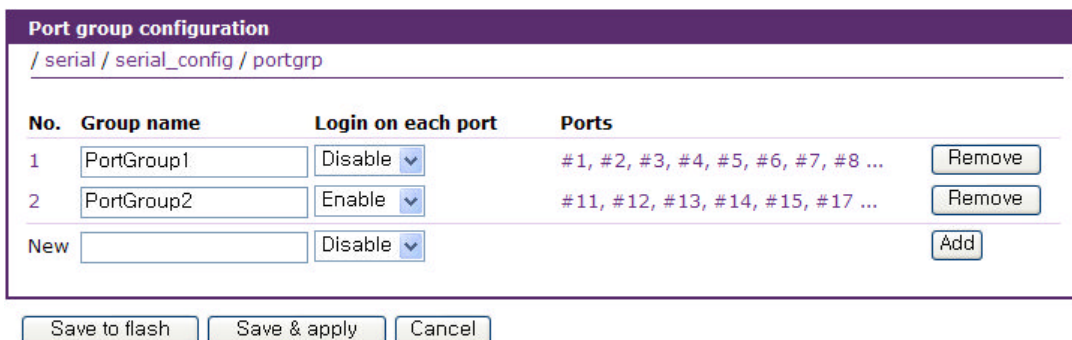 Port group configuration
/ serial / serial_config / portgrp
No. Group name Login on each port Ports
1 PortGroup1 Disable #1, #2, #3, #4, #5, #6, #7, #8 ... Remove
2 PortGroup2 Enable #11, #12, #13, #14, #15, #17 ... Remove
New Disable Add
Save to flash Save & apply Cancel